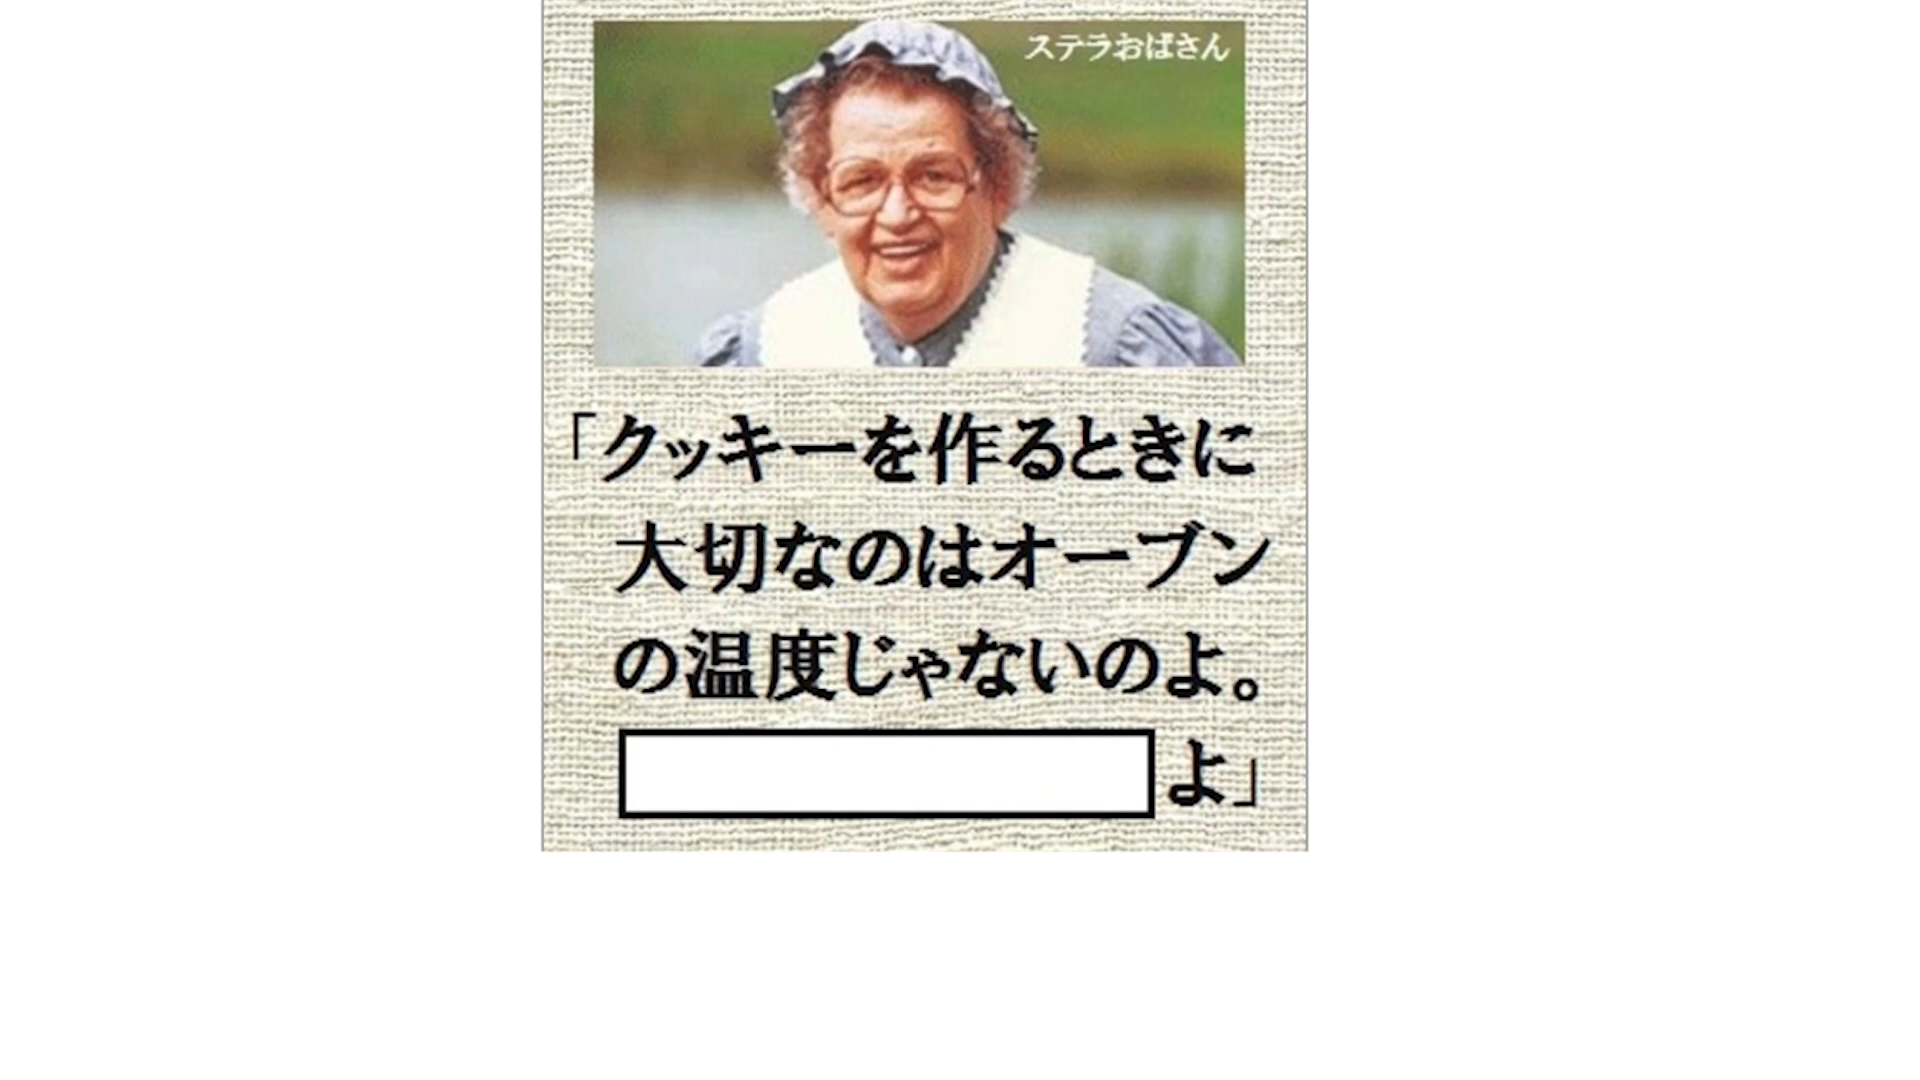 ステラおばさん
「クッキーを作るときに
大切なのはオーブン
の温度じゃないのよ。
よ」